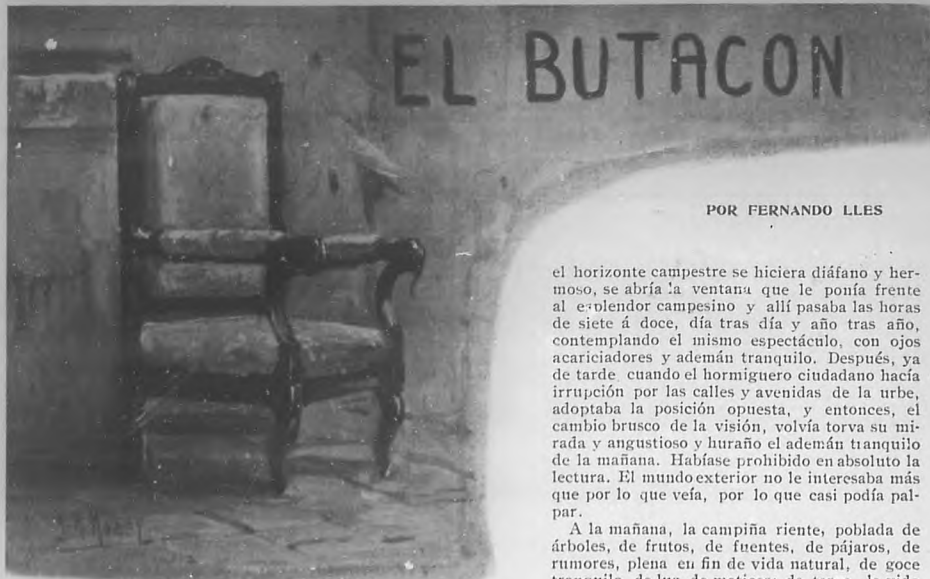 EL BUTACON
POR FERNANDO LLES
el horizonte campestre se hiciera diáfano y her-
moso, se abría la ventana que le ponía frente
al esplendor campesino y allí pasaba las horas
de siete á doce, día tras día y año tras año,
contemplando el mismo espectáculo, con ojos
acariciadores y ademán tranquilo. Después, ya
de tarde, cuando el hormiguero ciudadano hacía
irrupción por las calles y avenidas de la urbe,
adoptaba la posición opuesta, y entonces, el
cambio brusco de la visión, volvía torva su mi-
rada y angustioso y huraño el ademán tranquilo
de la mañana. Habíase prohibido en absoluto la
lectura. El mundo exterior no le interesaba más
que por lo que veía, por lo que casi podía pal-
par.
A la mañana, la campiña riente, poblada de
árboles, de frutos, de fuentes, de pájaros, de
rumores, plena en fin de vida natural, de goce